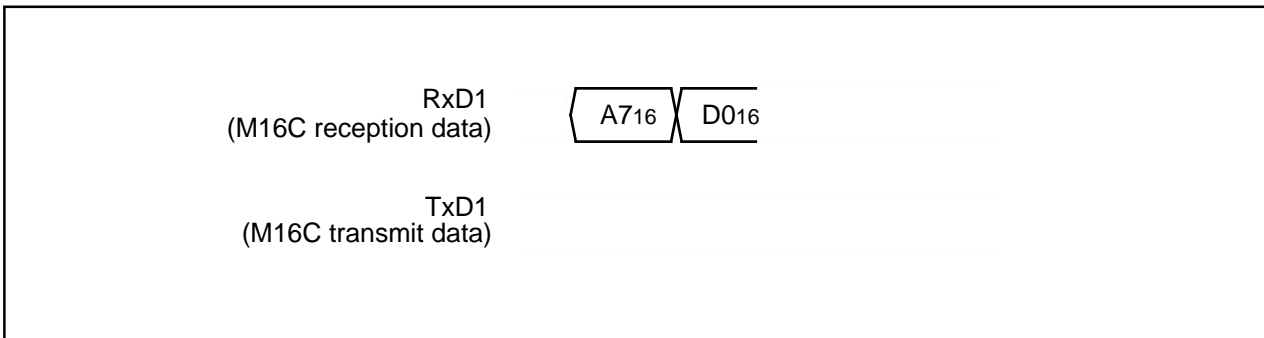 RxD1
(M16C reception data)
A716
D016
TxD1
(M16C transmit data)